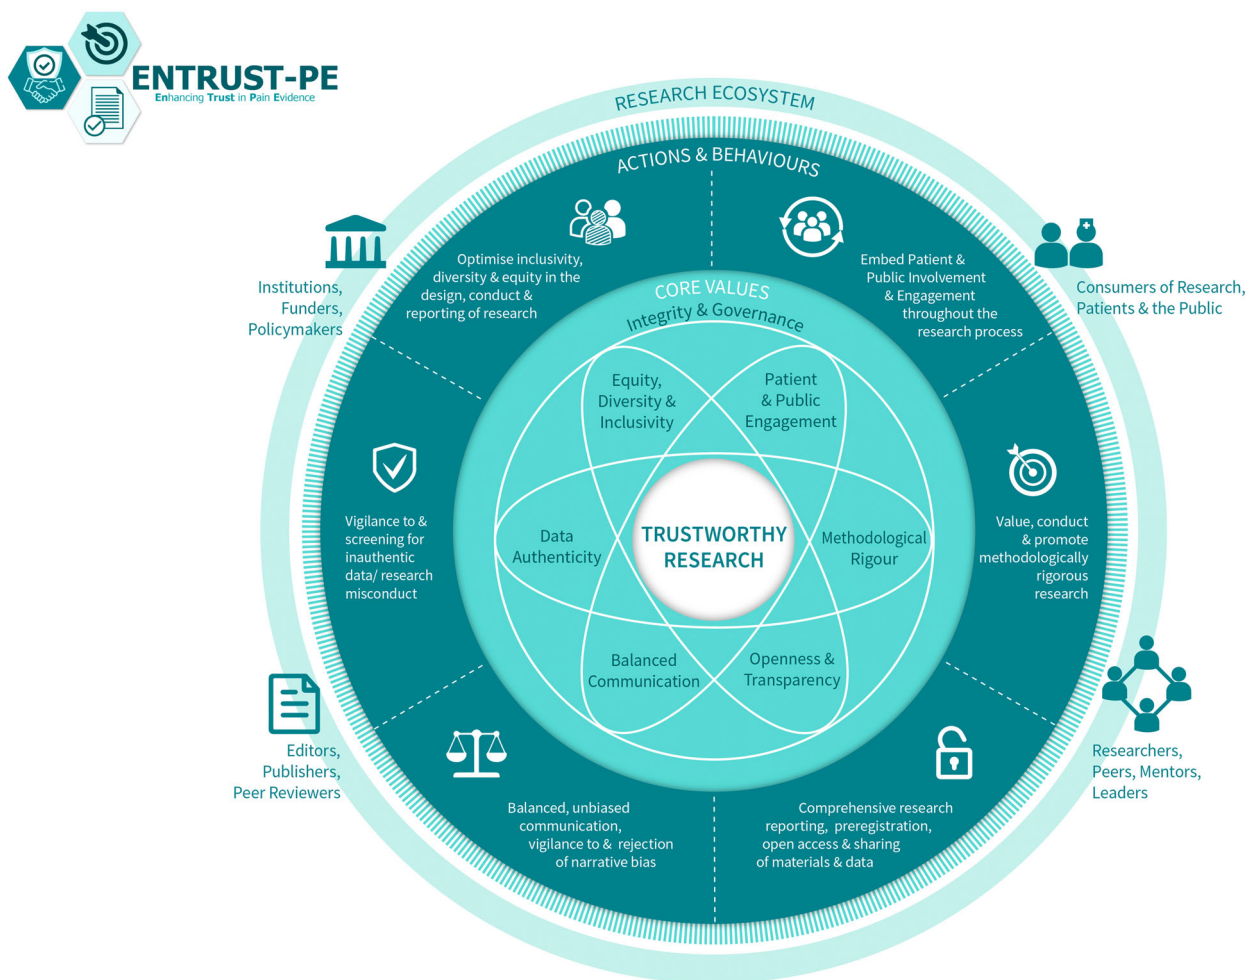 ENTRUST-PE
Enhancing Trust in Pain Evidence
RESEARCH ECOSYSTEM
ACTIONS & BEHAVIOURS
Optimise inclusivity,
diversity & equity in the
design, conduct &
reporting of research
Embed Patient &
Public Involvement
& Engagement
throughout the
research process
Institutions,
Funders,
Policymakers
Consumers of Research,
Patients & the Public
CORE VALUES
Integrity & Governance
Equity,
Diversity &
Inclusivity
Patient
& Public
Engagement
Vigilance to &
screening for
inauthentic
data/ research
misconduct
Data
Authenticity
TRUSTWORTHY
RESEARCH
Methodological
Rigour
Value, conduct
& promote
methodologically
rigorous
research
Balanced
Communication
Openness &
Transparency
Editors,
Publishers,
Peer Reviewers
Researchers,
Peers, Mentors,
Leaders
Balanced, unbiased
communication,
vigilance to & rejection
of narrative bias
Comprehensive research
reporting, preregistration,
open access & sharing
of materials & data